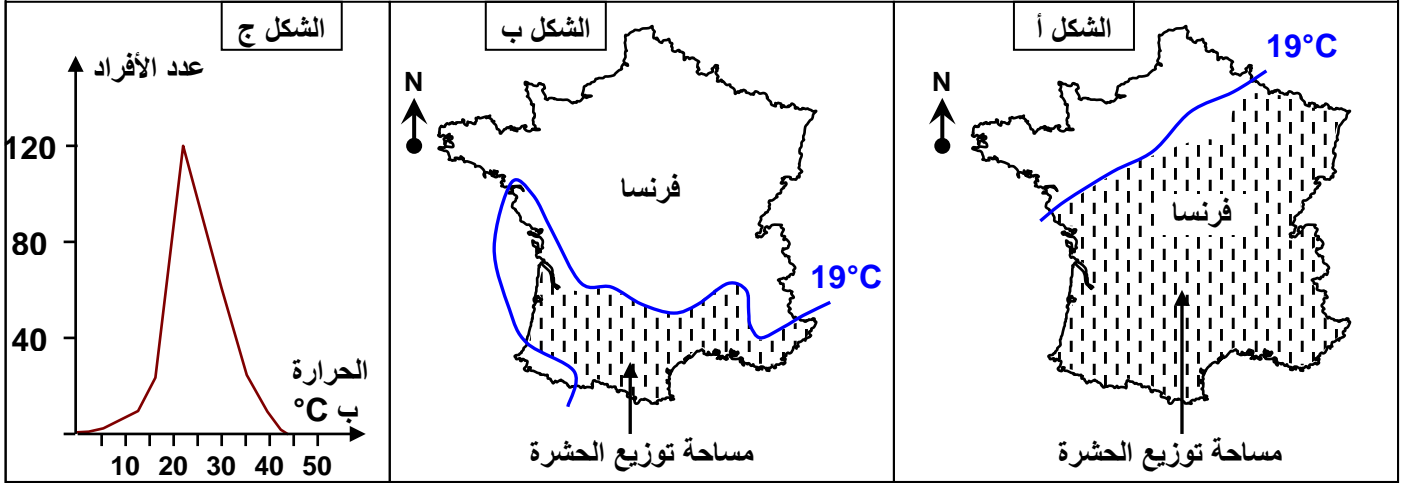 الشكل أ
19°C
N
فرنسا
مساحة توزيع الحشرة
الشكل ب
N
فرنسا
19°C
مساحة توزيع الحشرة
الشكل ج
عدد الأفراد
120
80
40
الحرارة
ب °C
10 20 30 40 50